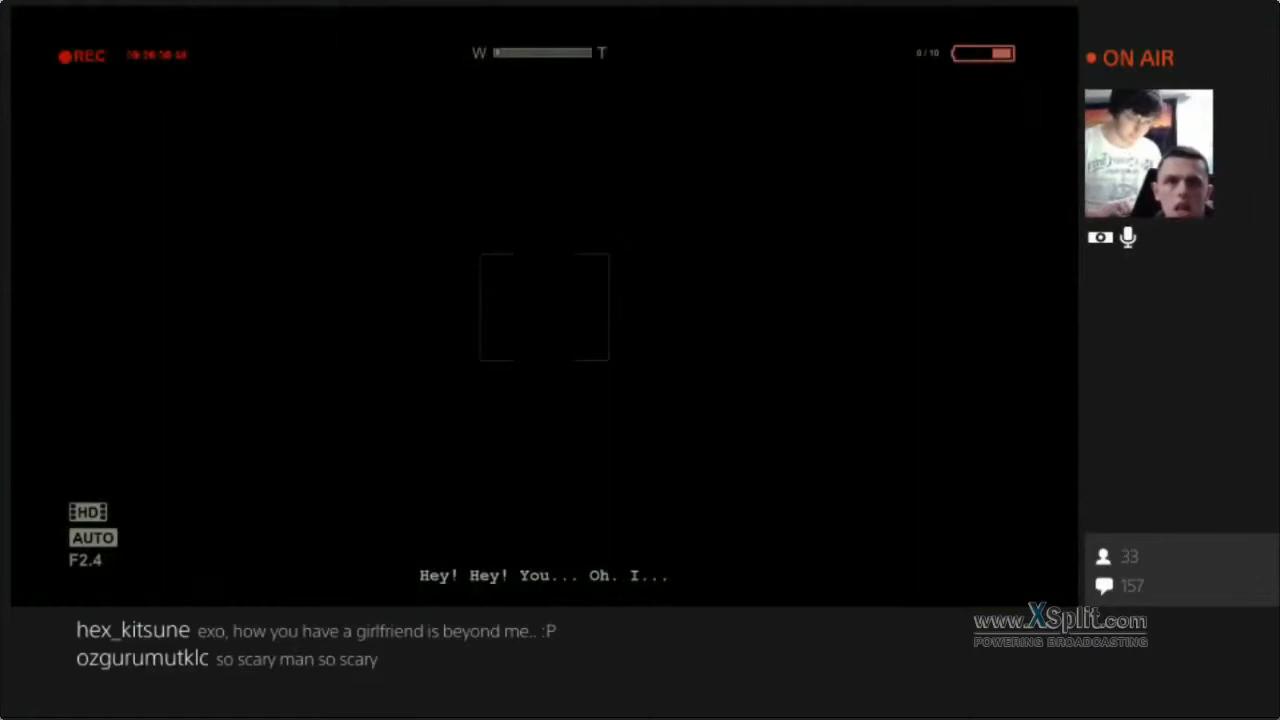 REC
W T
0/10
ON AIR
HD
AUTO
F2.4
Hey! Hey! You... Oh. I...
33
157
hex_kitsune exo, how you have a girlfriend is beyond me.. :P
ozgurumutklc so scary man so scary
www.XSplit.com
POWERING BROADCASTING